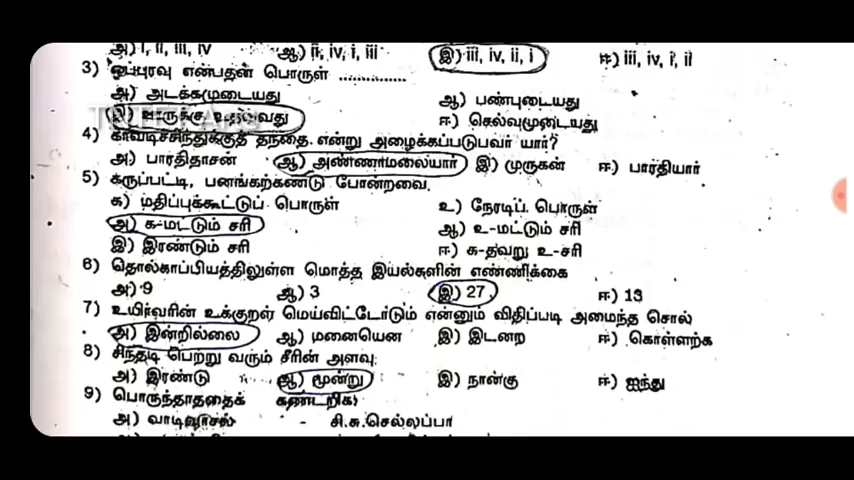 அ) i, ii, iii, iv ஆ) ii, iv, i, iii இ) iii, iv, ii, i ஈ) iii, iv, i, ii
3) ஒப்புரவு என்பதன் பொருள் ...............
அ) அடக்கமுடையது ஆ) பண்புடையது
இ) ஊருக்கு உதவுவது ஈ) செல்வமுடையது
4) காவடிச்சிந்துக்குத் தந்தை என்று அழைக்கப்படுபவர் யார்?
அ) பாரதிதாசன் ஆ) அண்ணாமலையார் இ) முருகன் ஈ) பாரதியார்
5) கருப்பட்டி, பனங்கற்கண்டு போன்றவை.
க) மதிப்புக்கூட்டுப் பொருள் உ) நேரடிப் பொருள்
அ) க-மட்டும் சரி ஆ) உ-மட்டும் சரி
இ) இரண்டும் சரி ஈ) க-தவறு உ-சரி
6) தொல்காப்பியத்திலுள்ள மொத்த இயல்களின் எண்ணிக்கை
அ) 9 ஆ) 3 இ) 27 ஈ) 13
7) உயிர்வரின் உக்குறள் மெய்விட்டோடும் என்னும் விதிப்படி அமைந்த சொல்
அ) இன்றில்லை ஆ) மனையென இ) இடனற ஈ) கொள்ளற்க
8) சிந்தடி பெற்று வரும் சீரின் அளவு
அ) இரண்டு ஆ) மூன்று இ) நான்கு ஈ) ஐந்து
9) பொருந்தாததைக் கண்டறிக
அ) வாடிவாசல் - சி.சு.செல்லப்பா